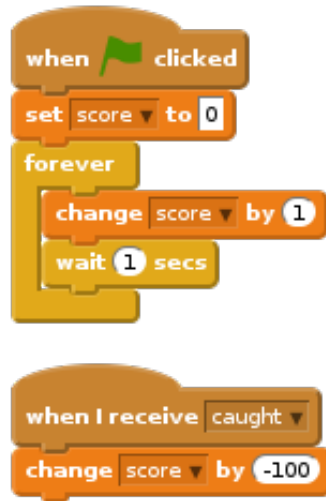 when clicked
set score to 0
forever
change score by 1
wait 1 secs
when I receive caught
change score by -100